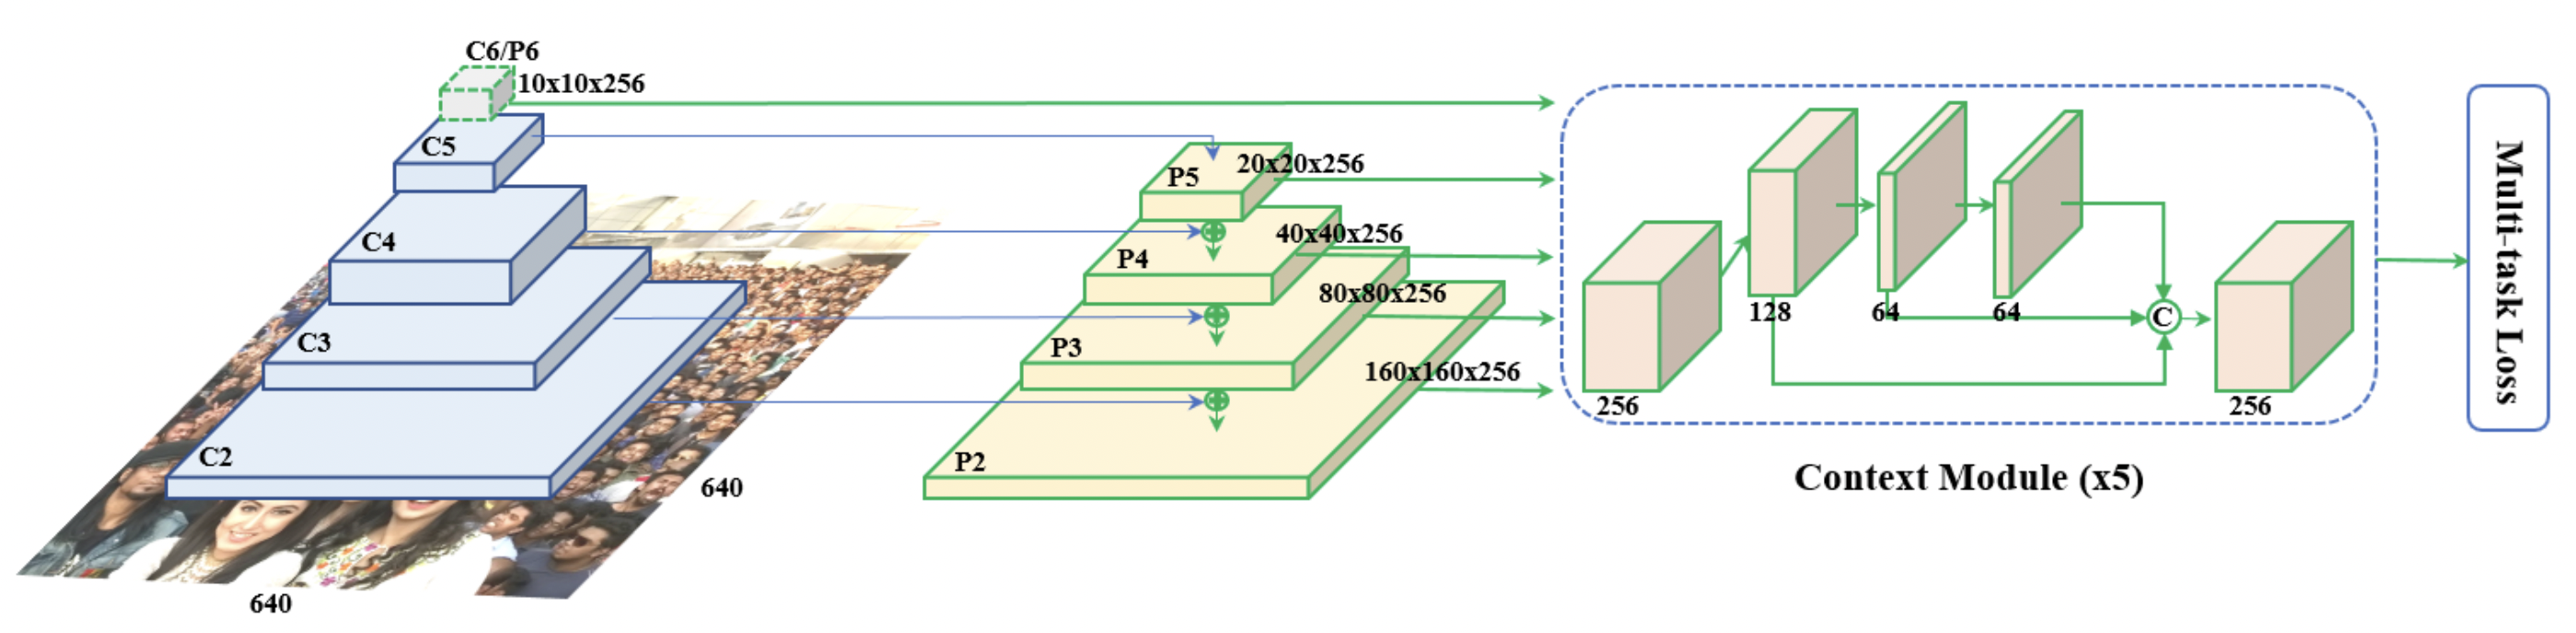 C6/P6
10x10x256
C5
C4
C3
C2
640
640
P5
20x20x256
P4
40x40x256
P3
80x80x256
P2
160x160x256
256
128
64
64
C
256
Context Module (x5)
Multi-task Loss